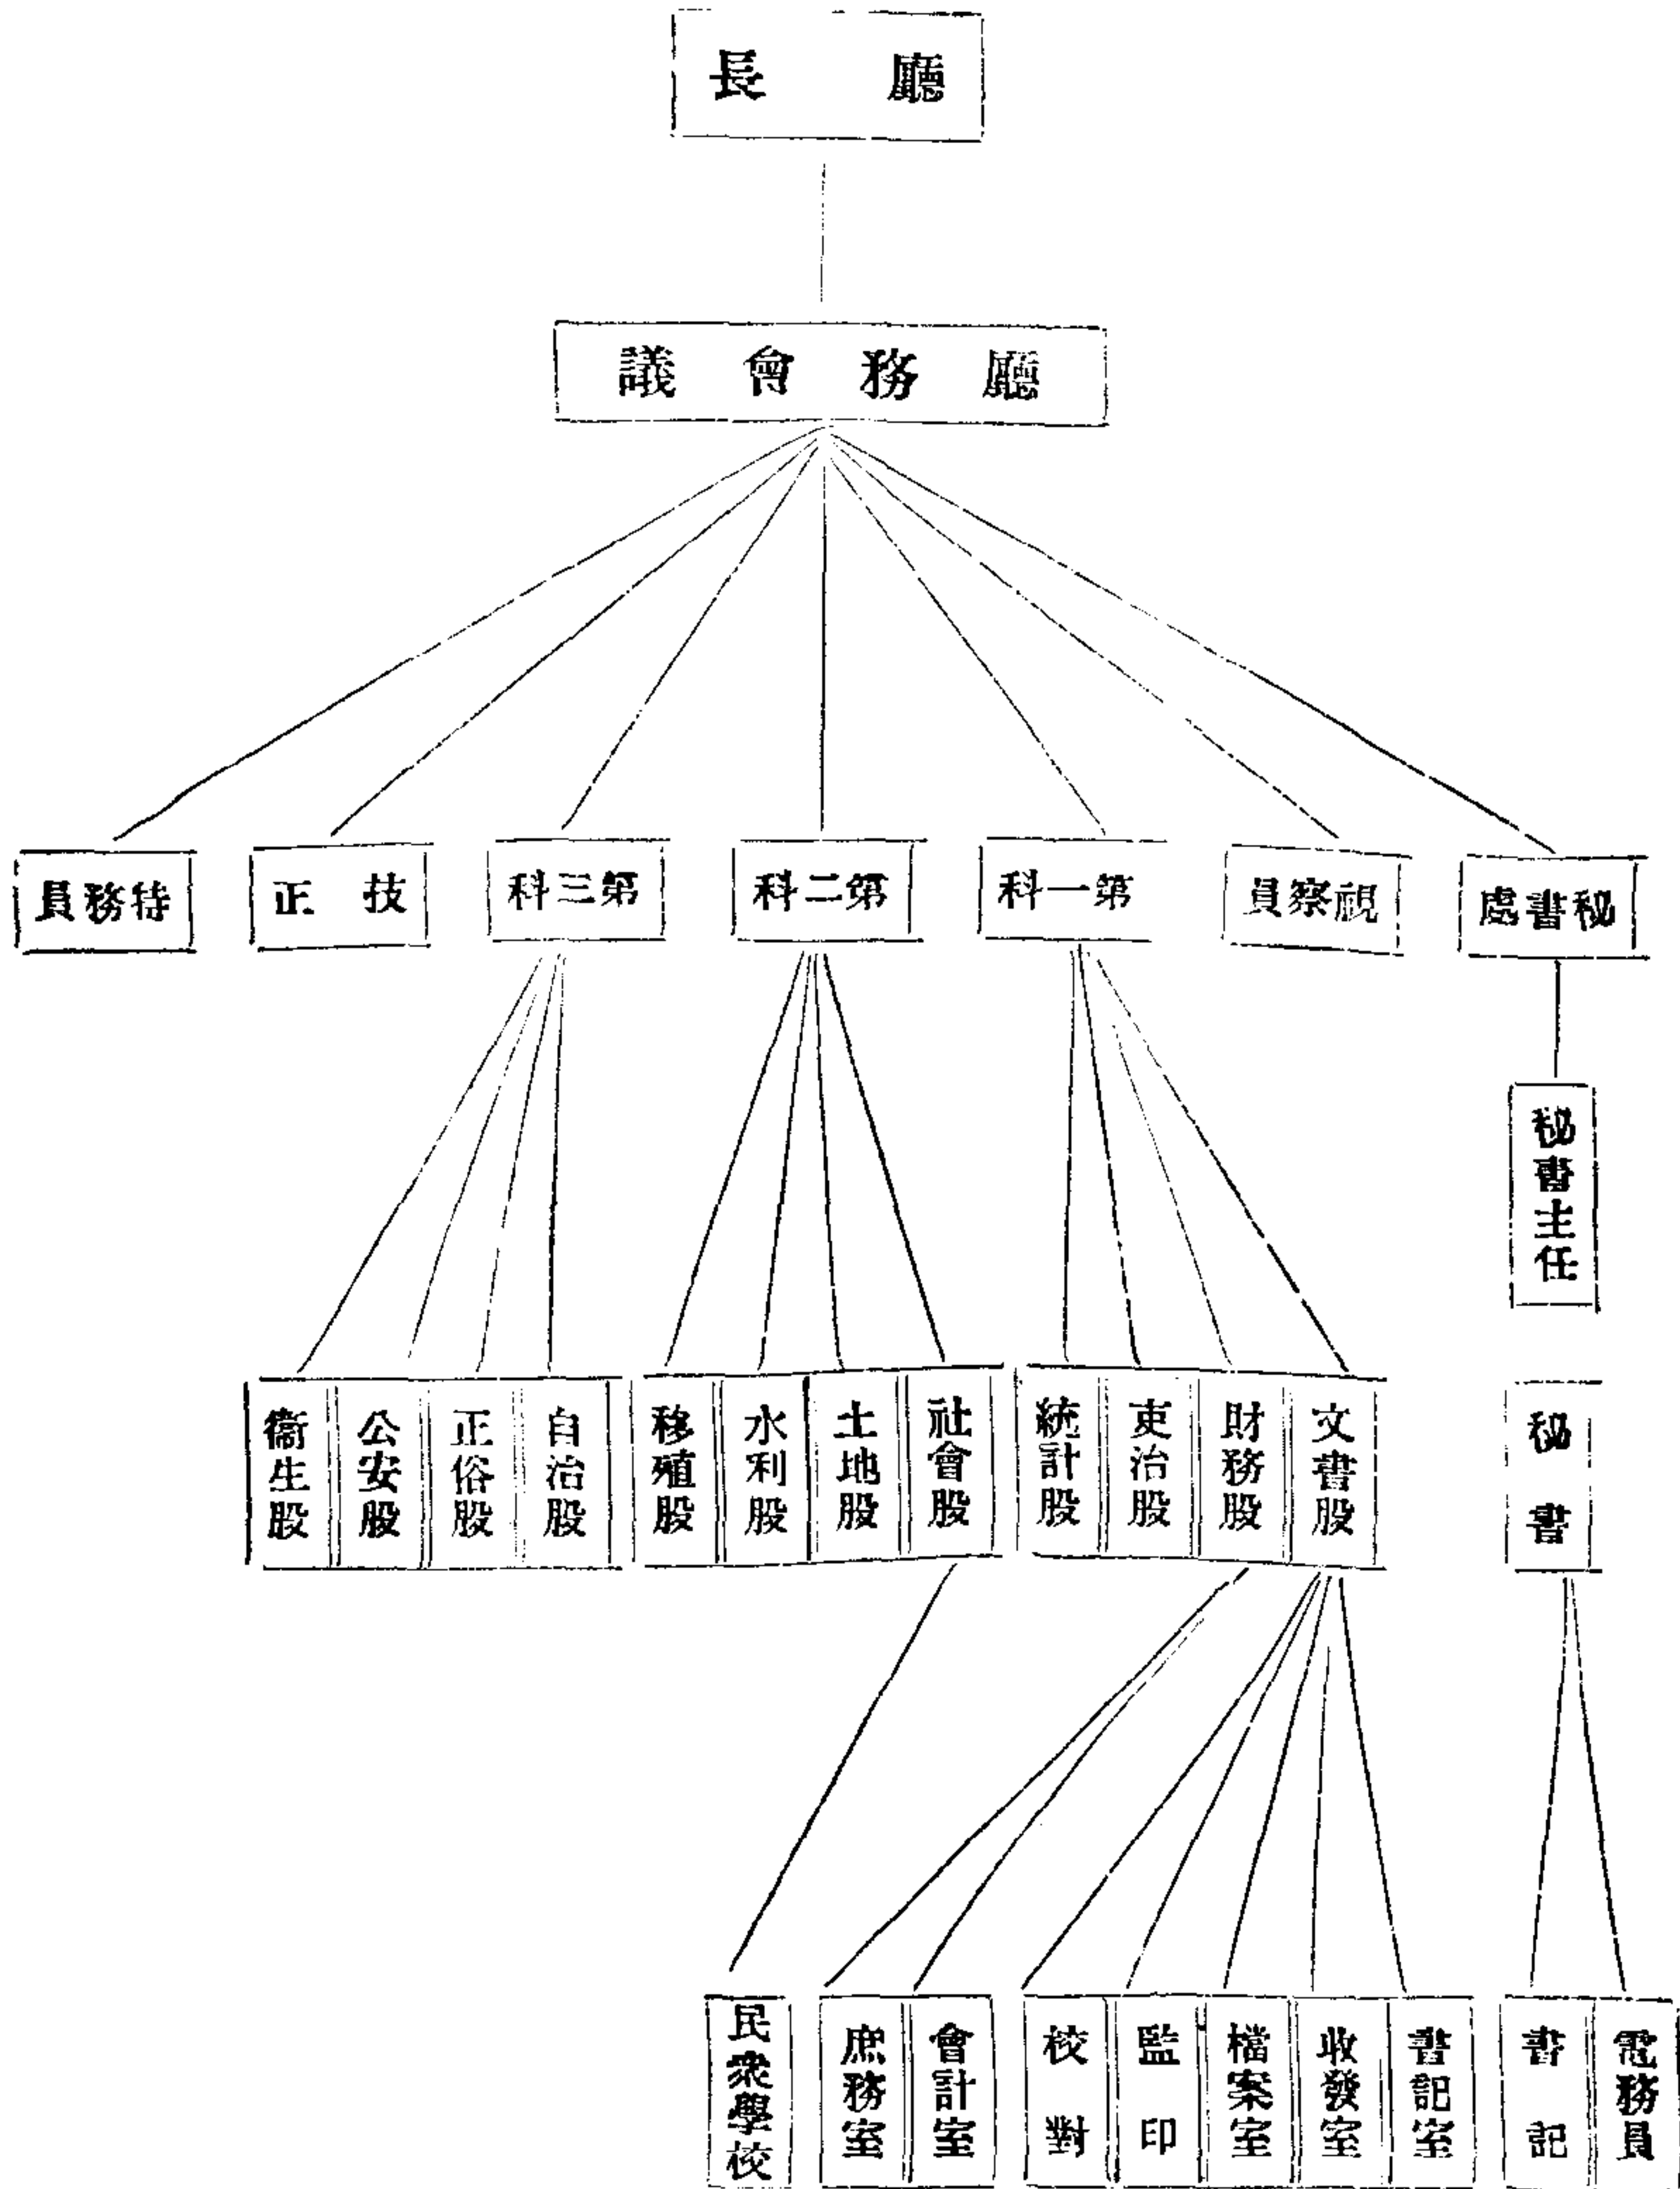 廳長
廳務會議
秘書處
視察員
第一科
第二科
第三科
技正
特務員
秘書主任
秘書
文書股
財務股
吏治股
統計股
社會股
土地股
水利股
移殖股
自治股
正俗股
公安股
衞生股
電務員
書記
書記室
收發室
檔案室
監印
校對
會計室
庶務室
民衆學校